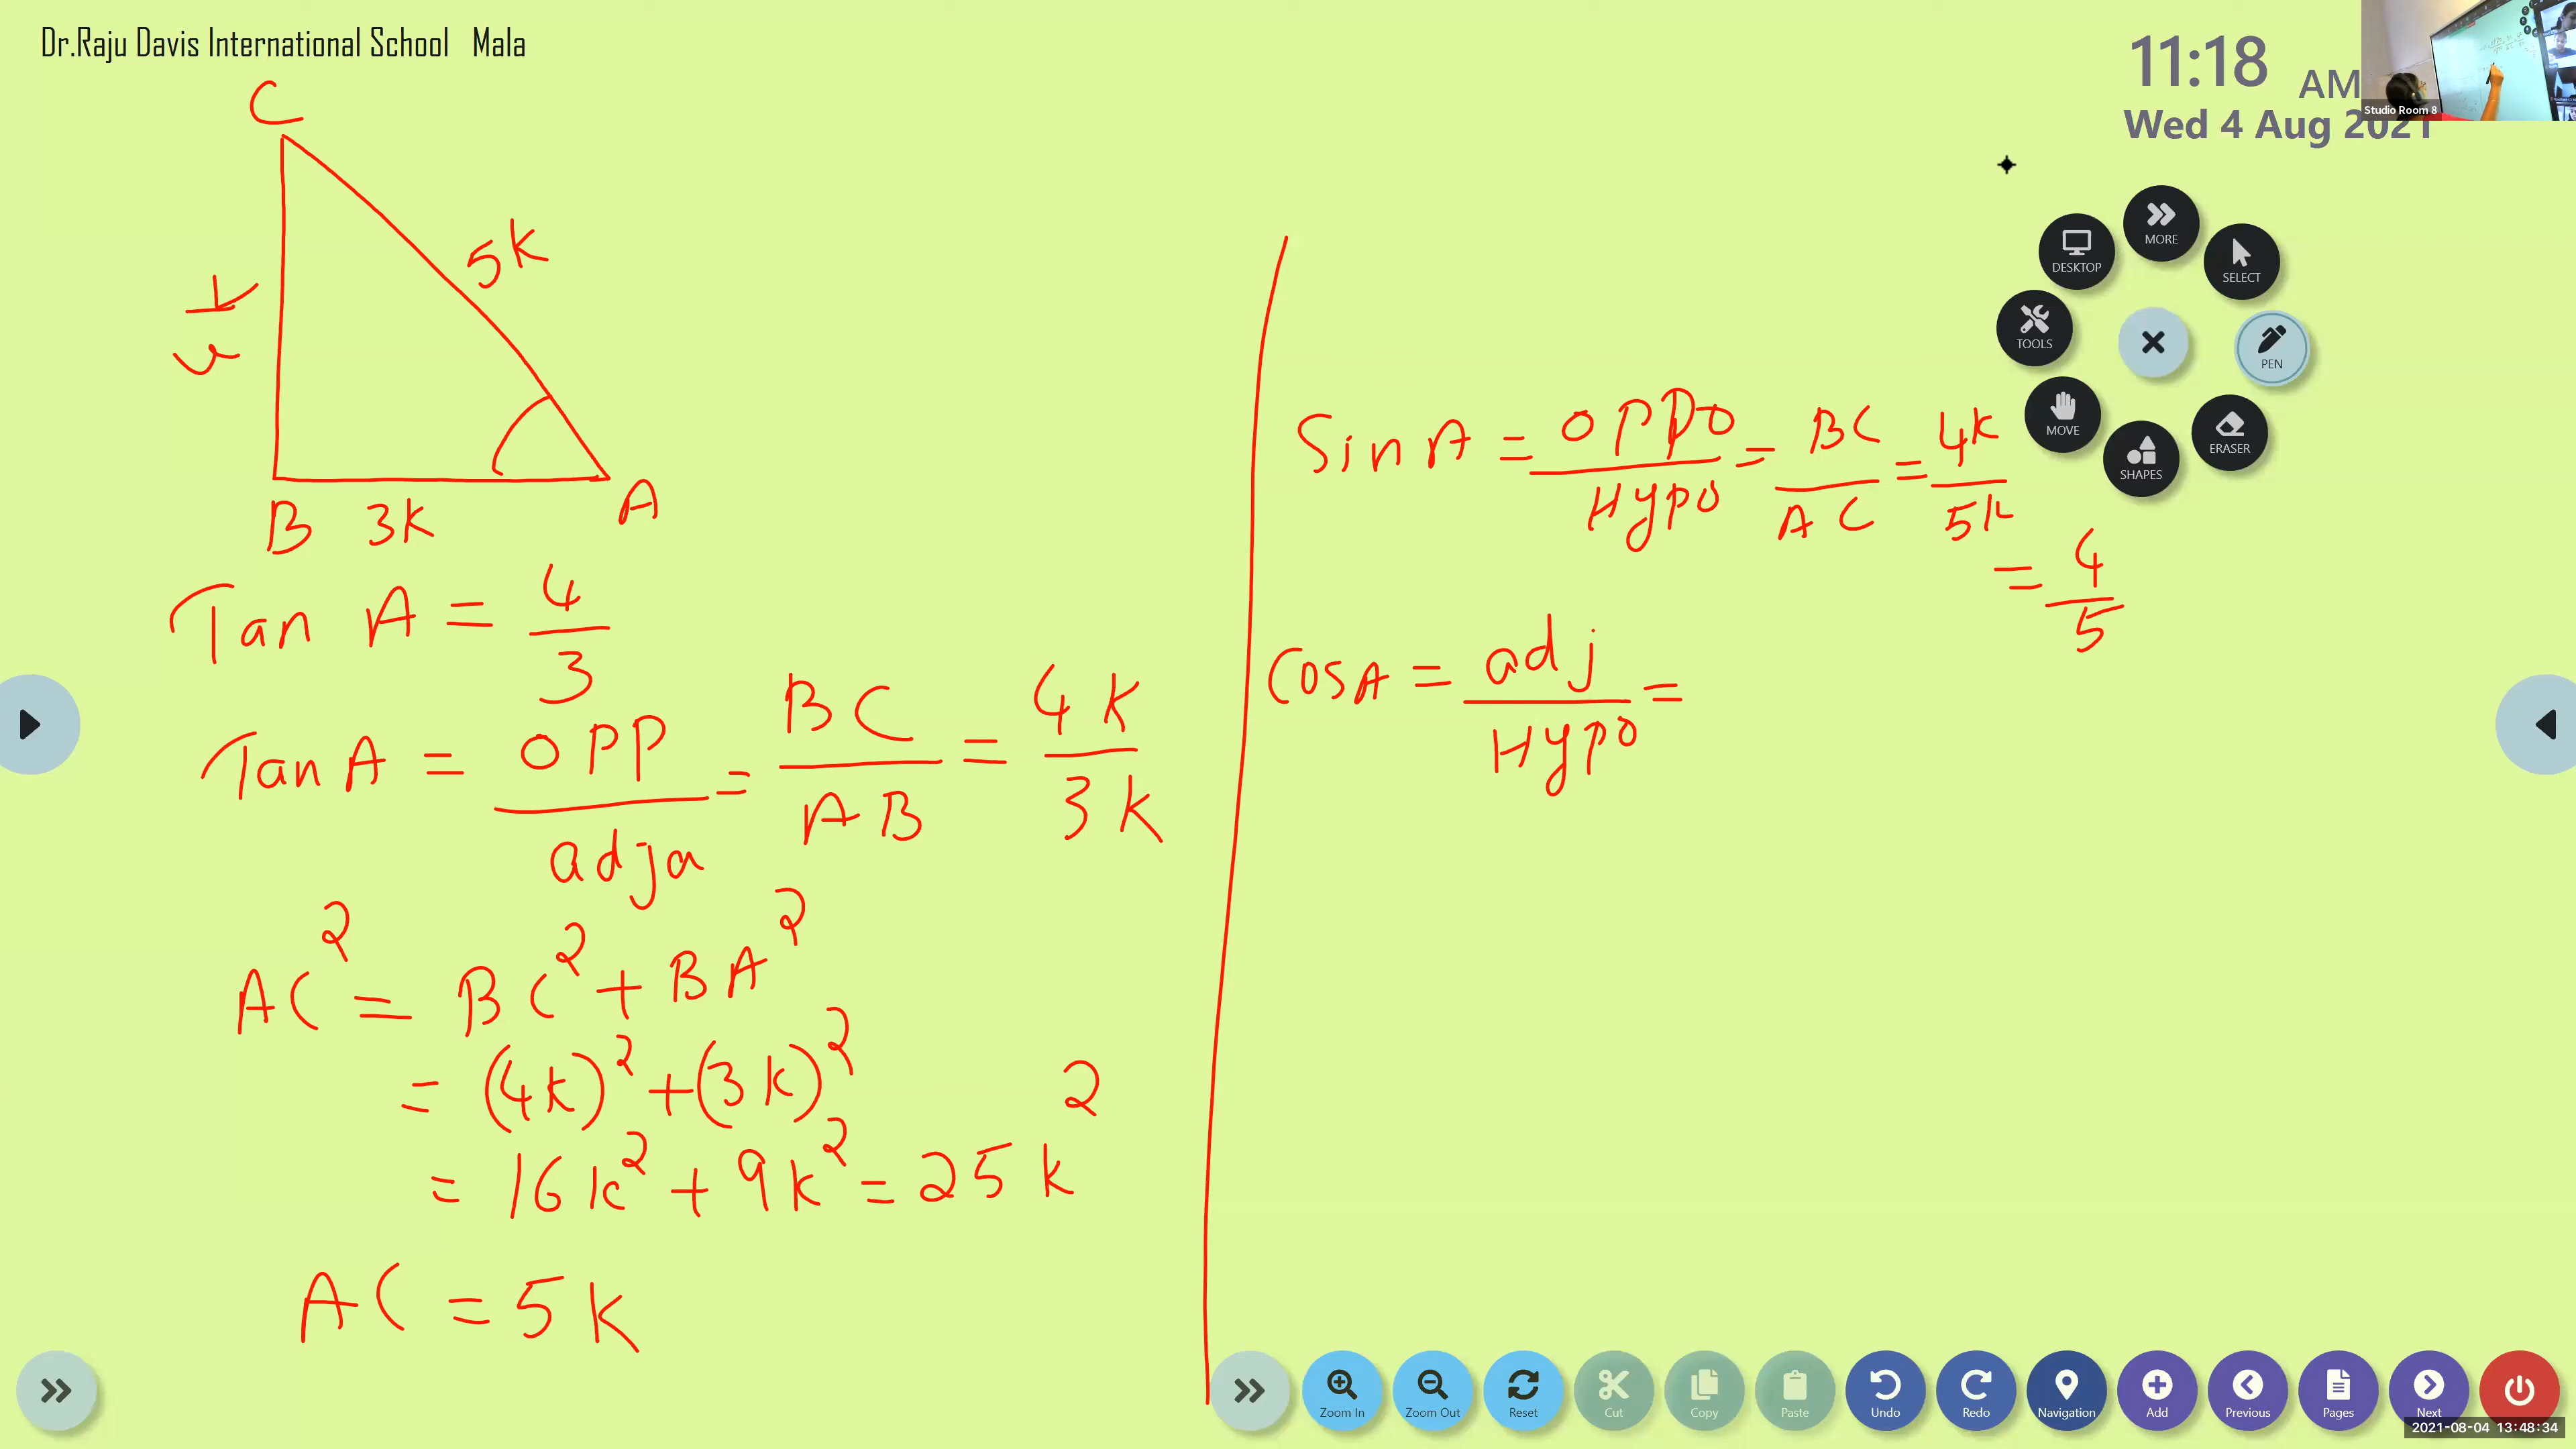 Dr.Raju Davis International School Mala
11:18 AM
Wed 4 Aug 2021
Studio Room 8
C
5k
B 3k A
Tan A = 4/3
Tan A = opp/adja = BC/AB = 4k/3k
AC² = BC² + BA²
= (4k)² + (3k)²
= 16k² + 9k² = 25k²
AC = 5k
Sin A = oppo/Hypo = BC/AC = 4k/5k
= 4/5
Cos A = adj/Hypo =
MORE
DESKTOP
SELECT
TOOLS
PEN
MOVE
ERASER
SHAPES
Zoom In Zoom Out Reset Cut Copy Paste Undo Redo Navigation Add Previous Pages Next
2021-08-04 13:48:34